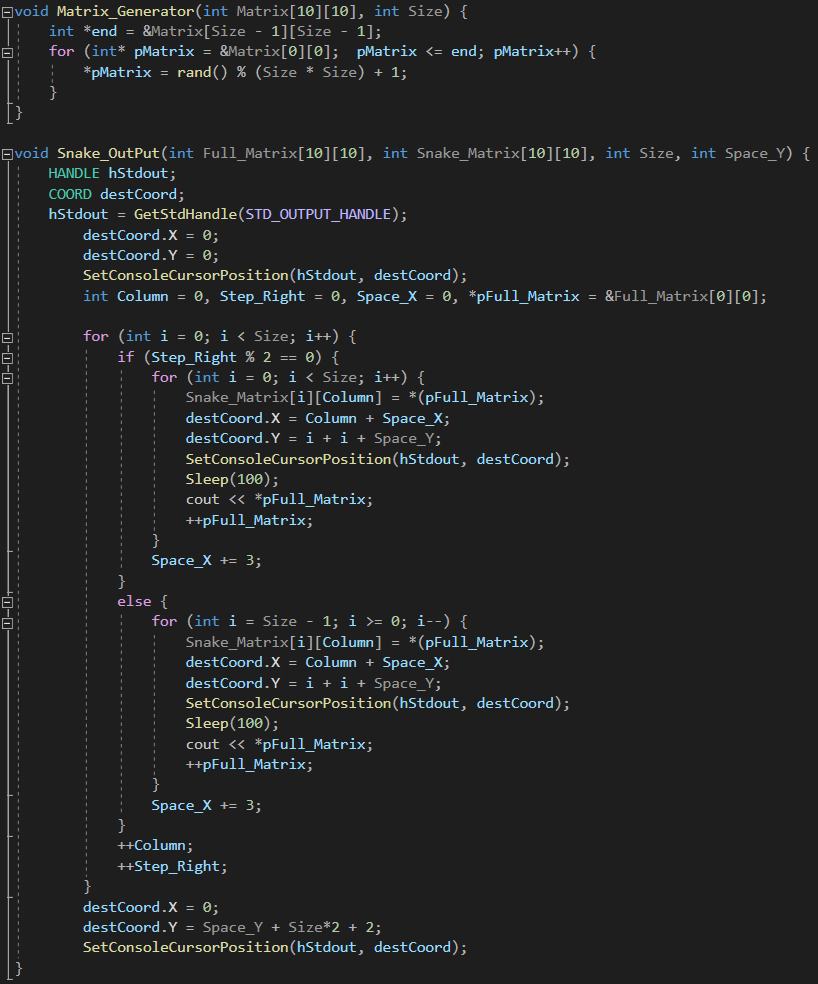 void Matrix_Generator(int Matrix[10][10], int Size) {
    int *end = &Matrix[Size - 1][Size - 1];
    for (int* pMatrix = &Matrix[0][0];  pMatrix <= end; pMatrix++) {
        *pMatrix = rand() % (Size * Size) + 1;
    }
}

void Snake_OutPut(int Full_Matrix[10][10], int Snake_Matrix[10][10], int Size, int Space_Y) {
    HANDLE hStdout;
    COORD destCoord;
    hStdout = GetStdHandle(STD_OUTPUT_HANDLE);
        destCoord.X = 0;
        destCoord.Y = 0;
        SetConsoleCursorPosition(hStdout, destCoord);
        int Column = 0, Step_Right = 0, Space_X = 0, *pFull_Matrix = &Full_Matrix[0][0];

        for (int i = 0; i < Size; i++) {
            if (Step_Right % 2 == 0) {
                for (int i = 0; i < Size; i++) {
                    Snake_Matrix[i][Column] = *(pFull_Matrix);
                    destCoord.X = Column + Space_X;
                    destCoord.Y = i + i + Space_Y;
                    SetConsoleCursorPosition(hStdout, destCoord);
                    Sleep(100);
                    cout << *pFull_Matrix;
                    ++pFull_Matrix;
                }
                Space_X += 3;
            }
            else {
                for (int i = Size - 1; i >= 0; i--) {
                    Snake_Matrix[i][Column] = *(pFull_Matrix);
                    destCoord.X = Column + Space_X;
                    destCoord.Y = i + i + Space_Y;
                    SetConsoleCursorPosition(hStdout, destCoord);
                    Sleep(100);
                    cout << *pFull_Matrix;
                    ++pFull_Matrix;
                }
                Space_X += 3;
            }
            ++Column;
            ++Step_Right;
        }
        destCoord.X = 0;
        destCoord.Y = Space_Y + Size*2 + 2;
        SetConsoleCursorPosition(hStdout, destCoord);
}